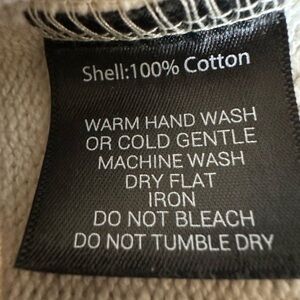 Shell:100% Cotton
WARM HAND WASH
OR COLD GENTLE
MACHINE WASH
DRY FLAT
IRON
DO NOT BLEACH
DO NOT TUMBLE DRY